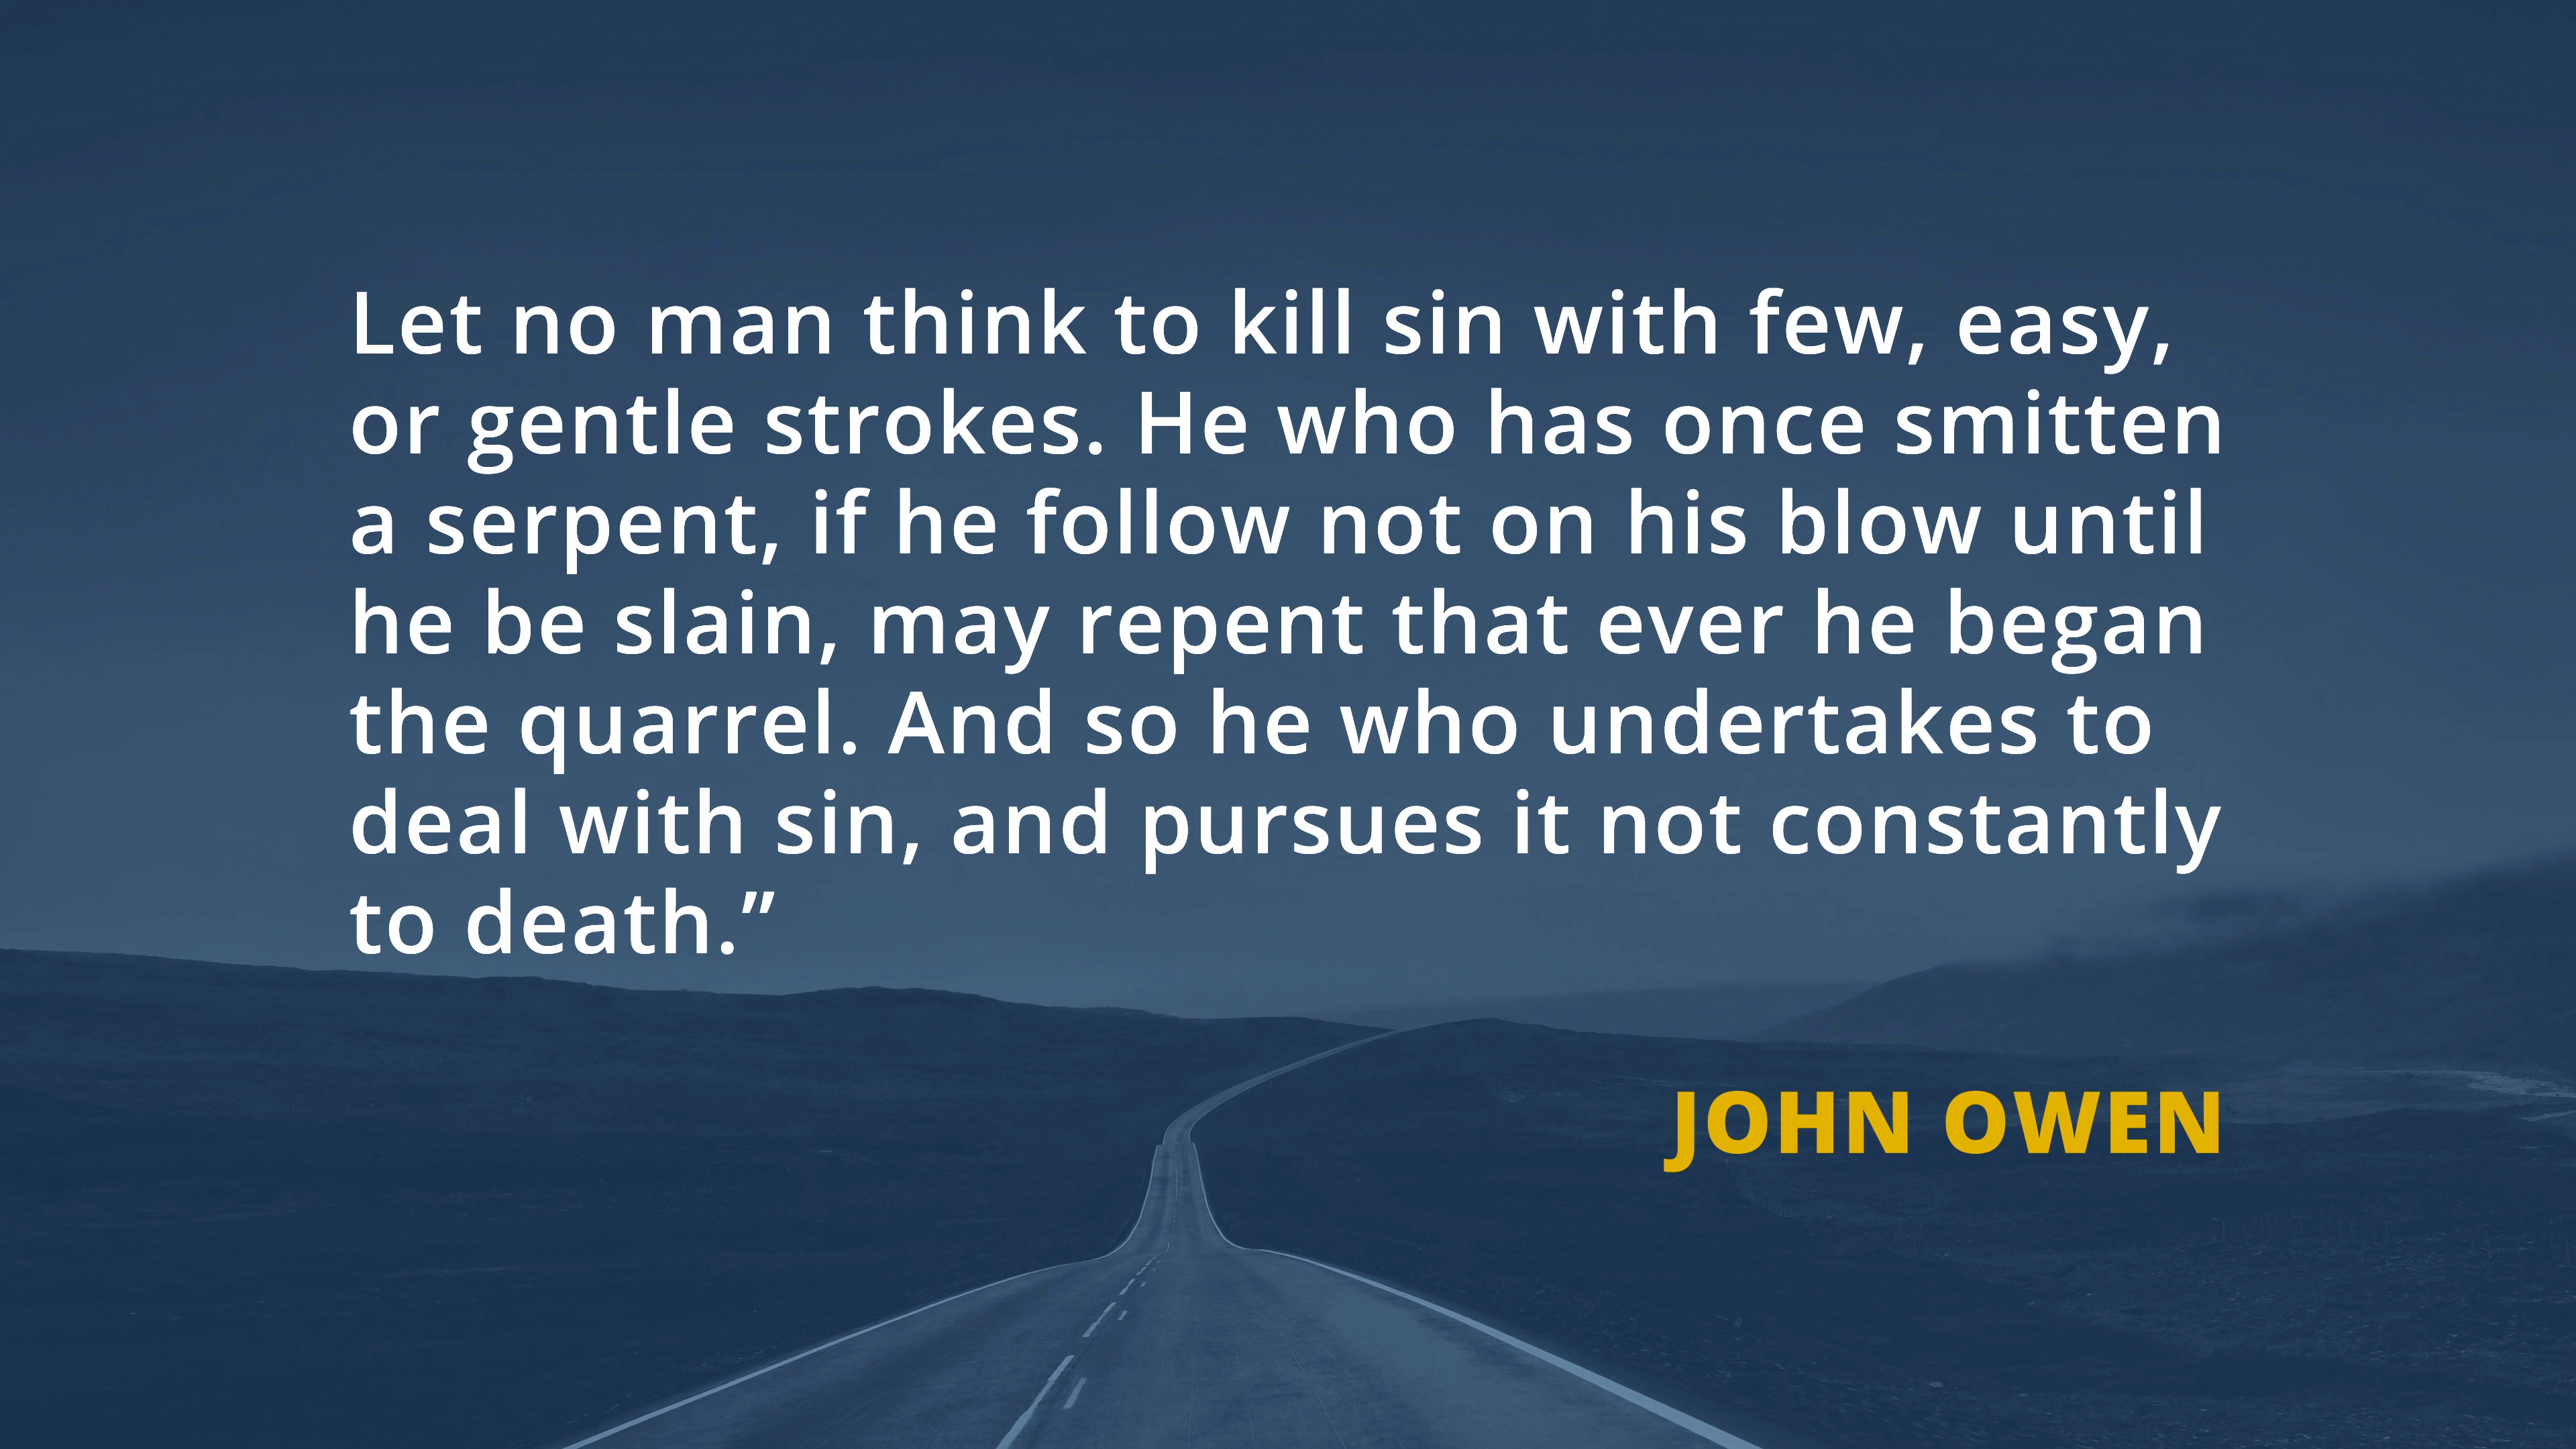 Let no man think to kill sin with few, easy,
or gentle strokes. He who has once smitten
a serpent, if he follow not on his blow until
he be slain, may repent that ever he began
the quarrel. And so he who undertakes to
deal with sin, and pursues it not constantly
to death.”
JOHN OWEN